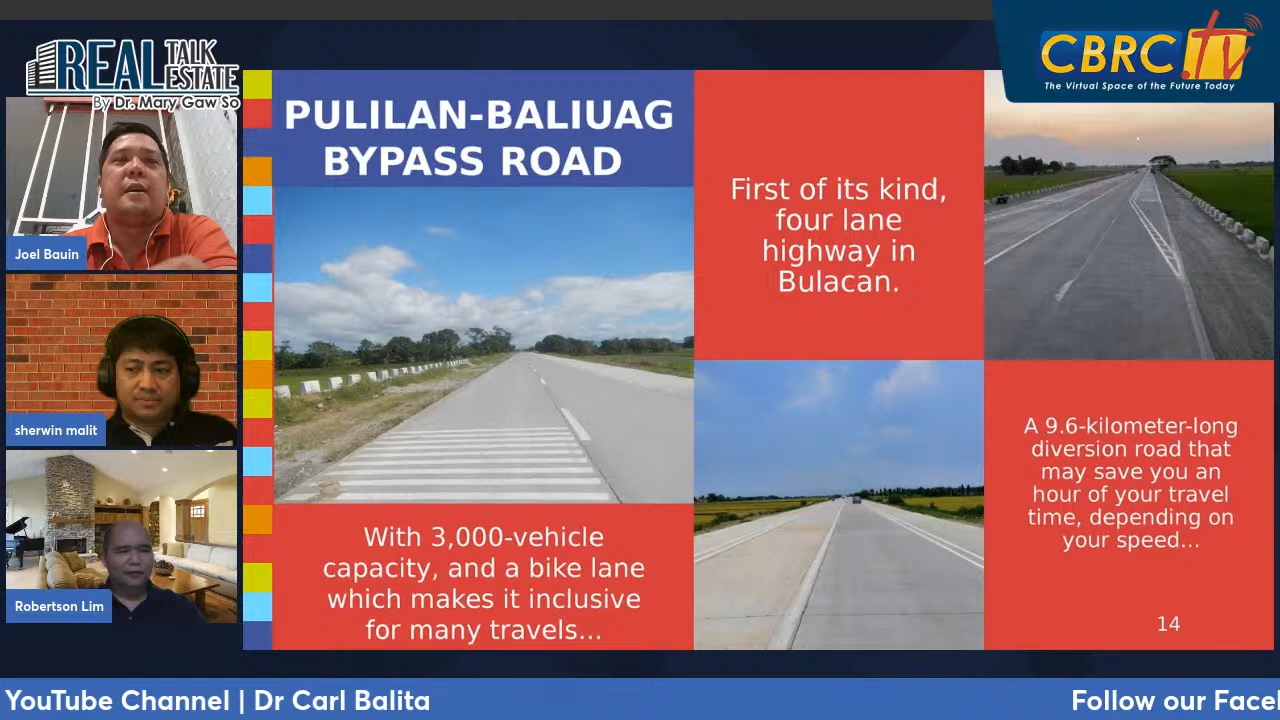 REAL TALK
ESTATE
By Dr. Mary Gaw So
CBRC.tv
The Virtual Space of the Future Today
Joel Bauin
sherwin malit
Robertson Lim
PULILAN-BALIUAG
BYPASS ROAD
First of its kind,
four lane
highway in
Bulacan.
With 3,000-vehicle
capacity, and a bike lane
which makes it inclusive
for many travels...
A 9.6-kilometer-long
diversion road that
may save you an
hour of your travel
time, depending on
your speed...
14
YouTube Channel | Dr Carl Balita
Follow our